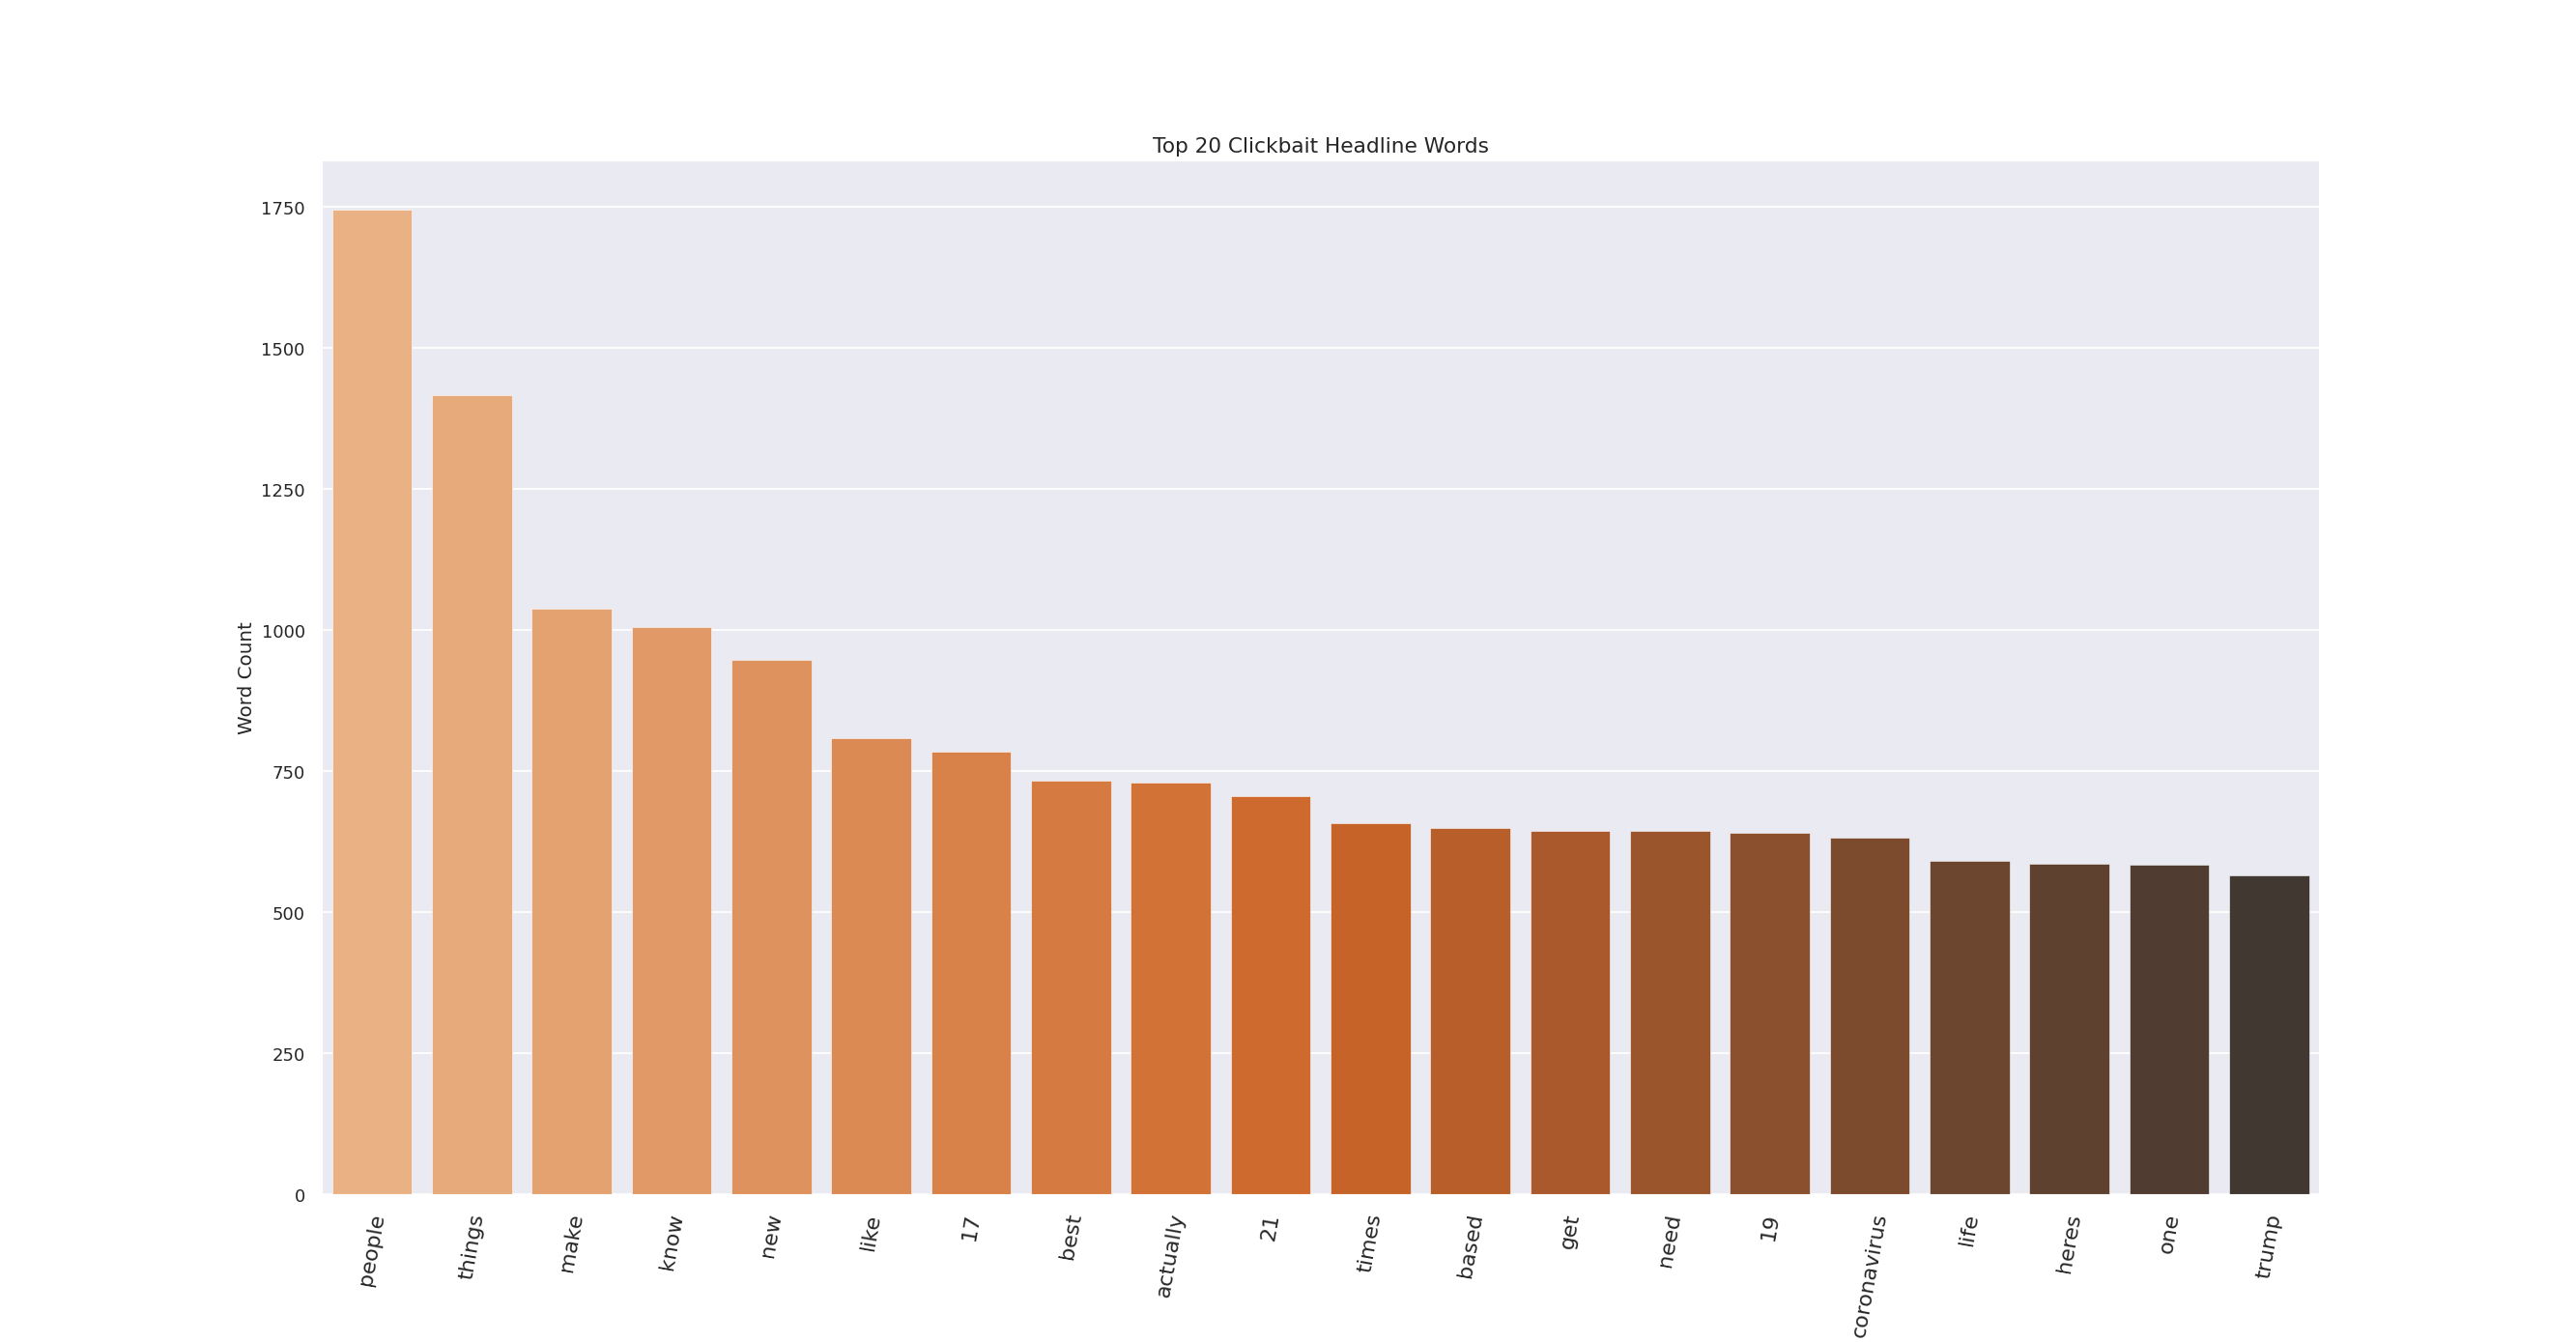 Top 20 Clickbait Headline Words
Word Count
1750
1500
1250
1000
750
500
250
0
people
things
make
know
new
like
17
best
actually
21
times
based
get
need
19
coronavirus
life
heres
one
trump